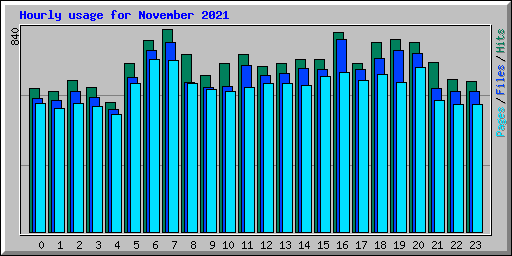 Hourly usage for November 2021
840
Pages/Files/Hits
0 1 2 3 4 5 6 7 8 9 10 11 12 13 14 15 16 17 18 19 20 21 22 23